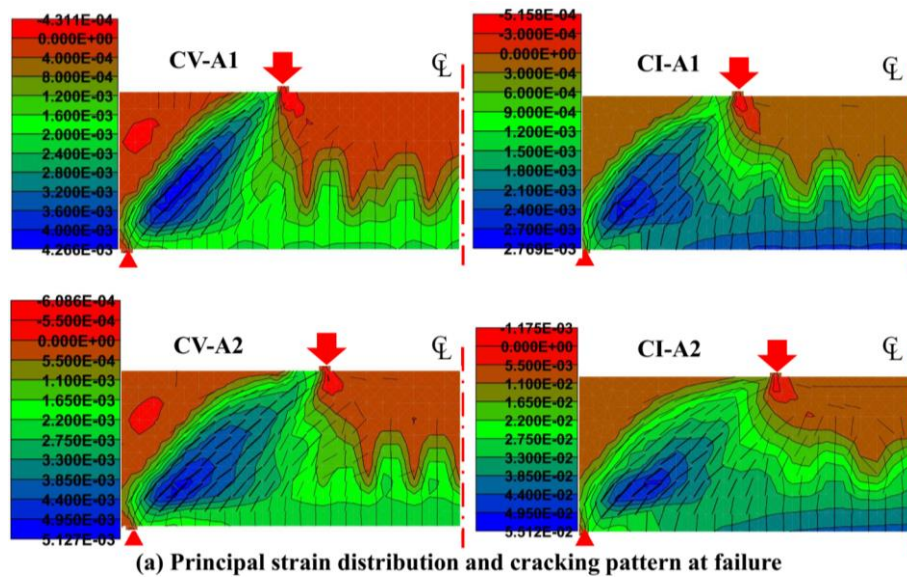 -4.311E-04
0.000E+00
4.000E-04
8.000E-04
1.200E-03
2.000E-03
2.400E-03
2.800E-03
3.200E-03
3.600E-03
4.000E-03
4.266E-03
CV-A1
℄
-5.158E-04
-3.000E-04
0.000E+00
3.000E-04
6.000E-04
9.000E-04
1.200E-03
1.500E-03
1.800E-03
2.100E-03
2.400E-03
2.700E-03
2.769E-03
CI-A1
℄
-6.086E-04
-5.500E-04
0.000E+00
5.500E-04
1.100E-03
2.200E-03
2.750E-03
3.300E-03
3.850E-03
4.400E-03
4.950E-03
5.127E-03
CV-A2
℄
-1.175E-03
0.000E+00
5.500E-03
1.100E-02
1.650E-02
2.200E-02
2.750E-02
3.300E-02
3.850E-02
4.400E-02
4.950E-02
5.512E-02
CI-A2
℄
(a) Principal strain distribution and cracking pattern at failure